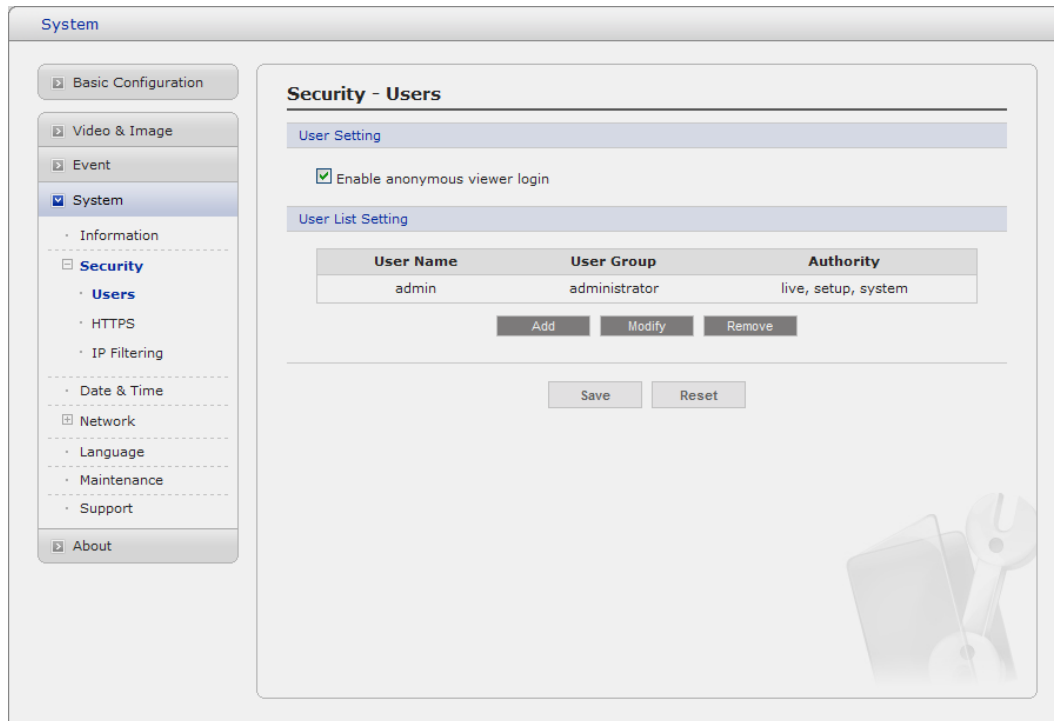 System
Basic Configuration
Video & Image
Event
System
Information
Security
Users
HTTPS
IP Filtering
Date & Time
Network
Language
Maintenance
Support
About
Security - Users
User Setting
Enable anonymous viewer login
User List Setting
User Name User Group Authority
admin administrator live, setup, system
Add Modify Remove
Save Reset